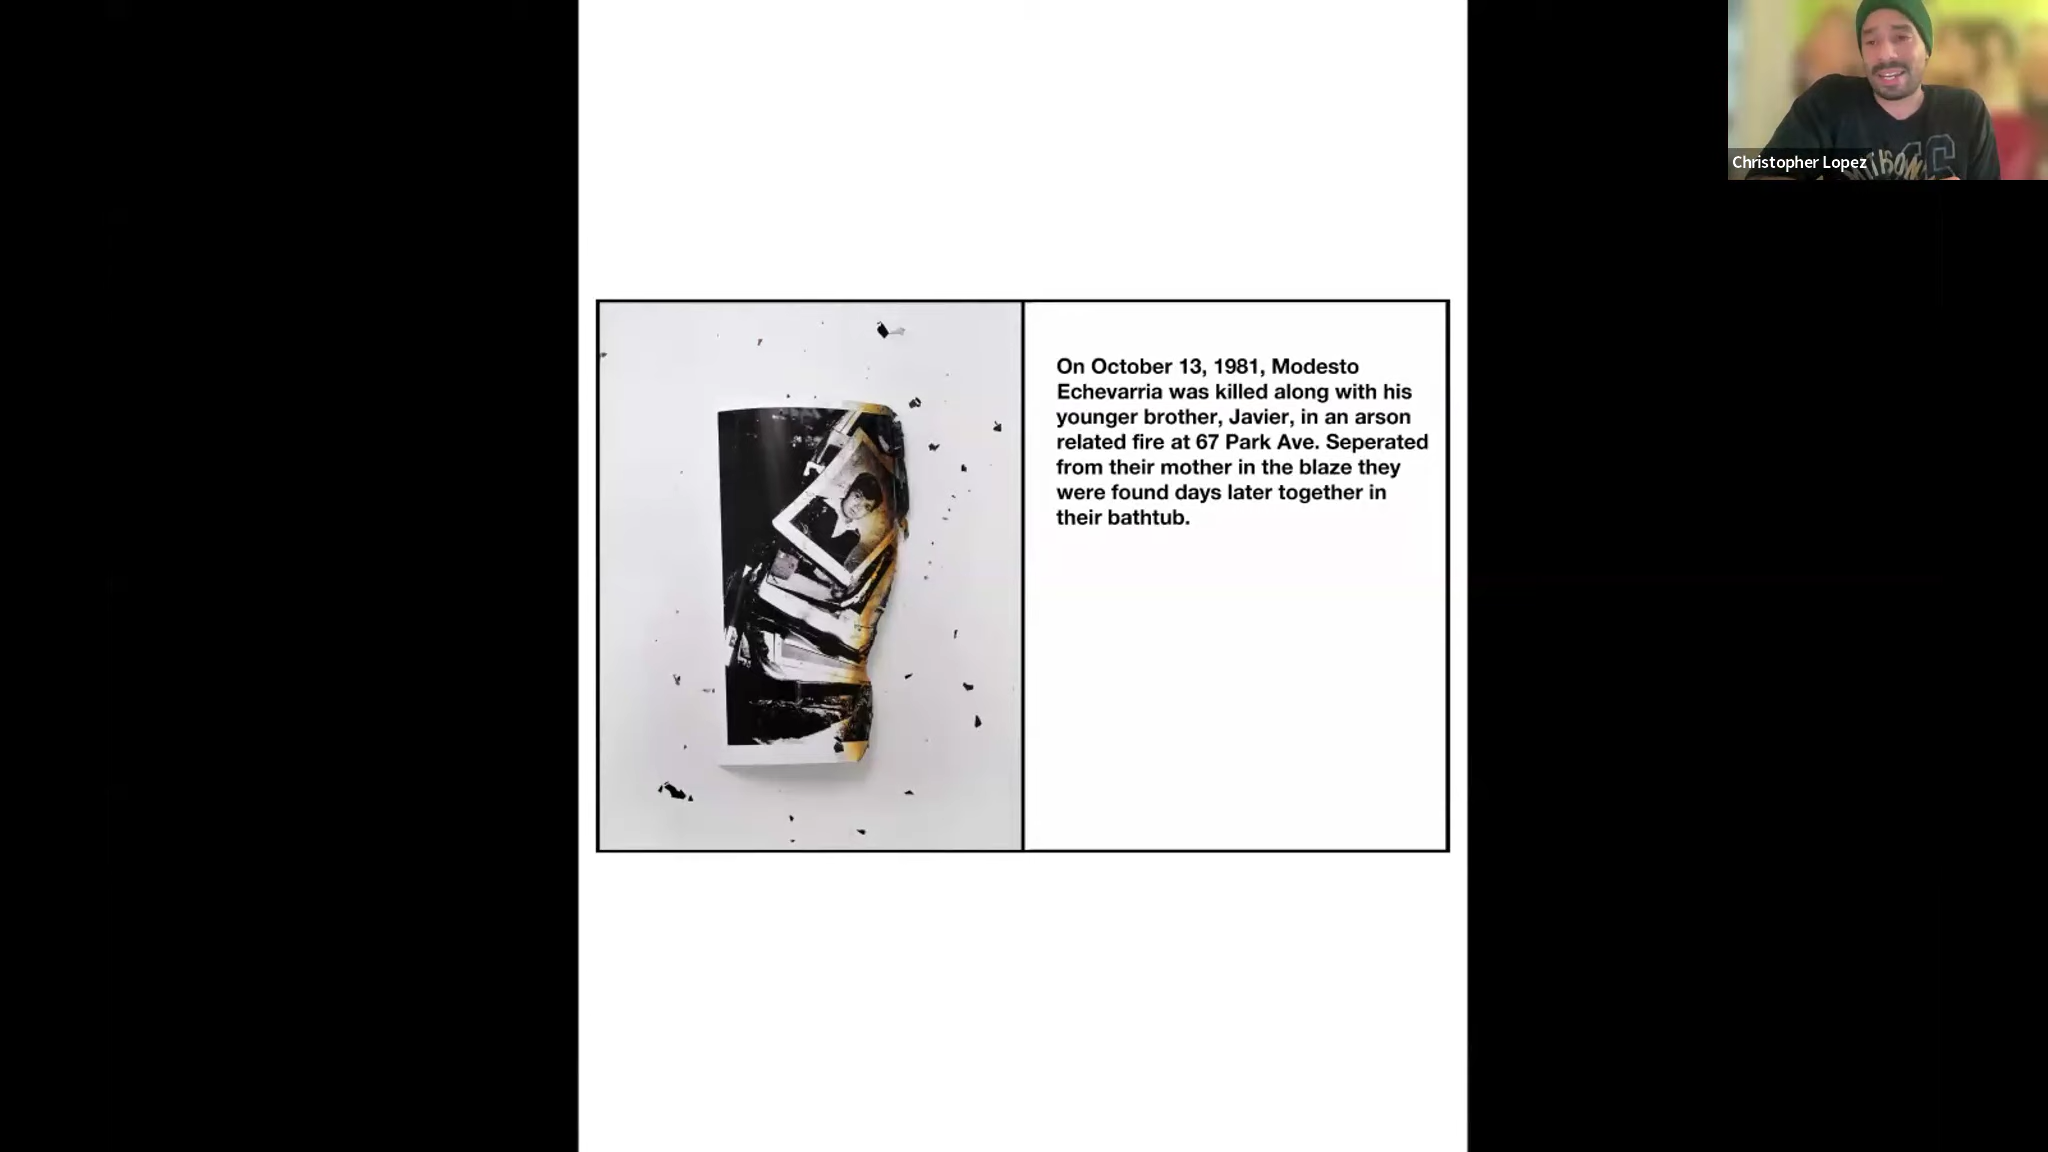 On October 13, 1981, Modesto
Echevarria was killed along with his
younger brother, Javier, in an arson
related fire at 67 Park Ave. Seperated
from their mother in the blaze they
were found days later together in
their bathtub.
Christopher Lopez